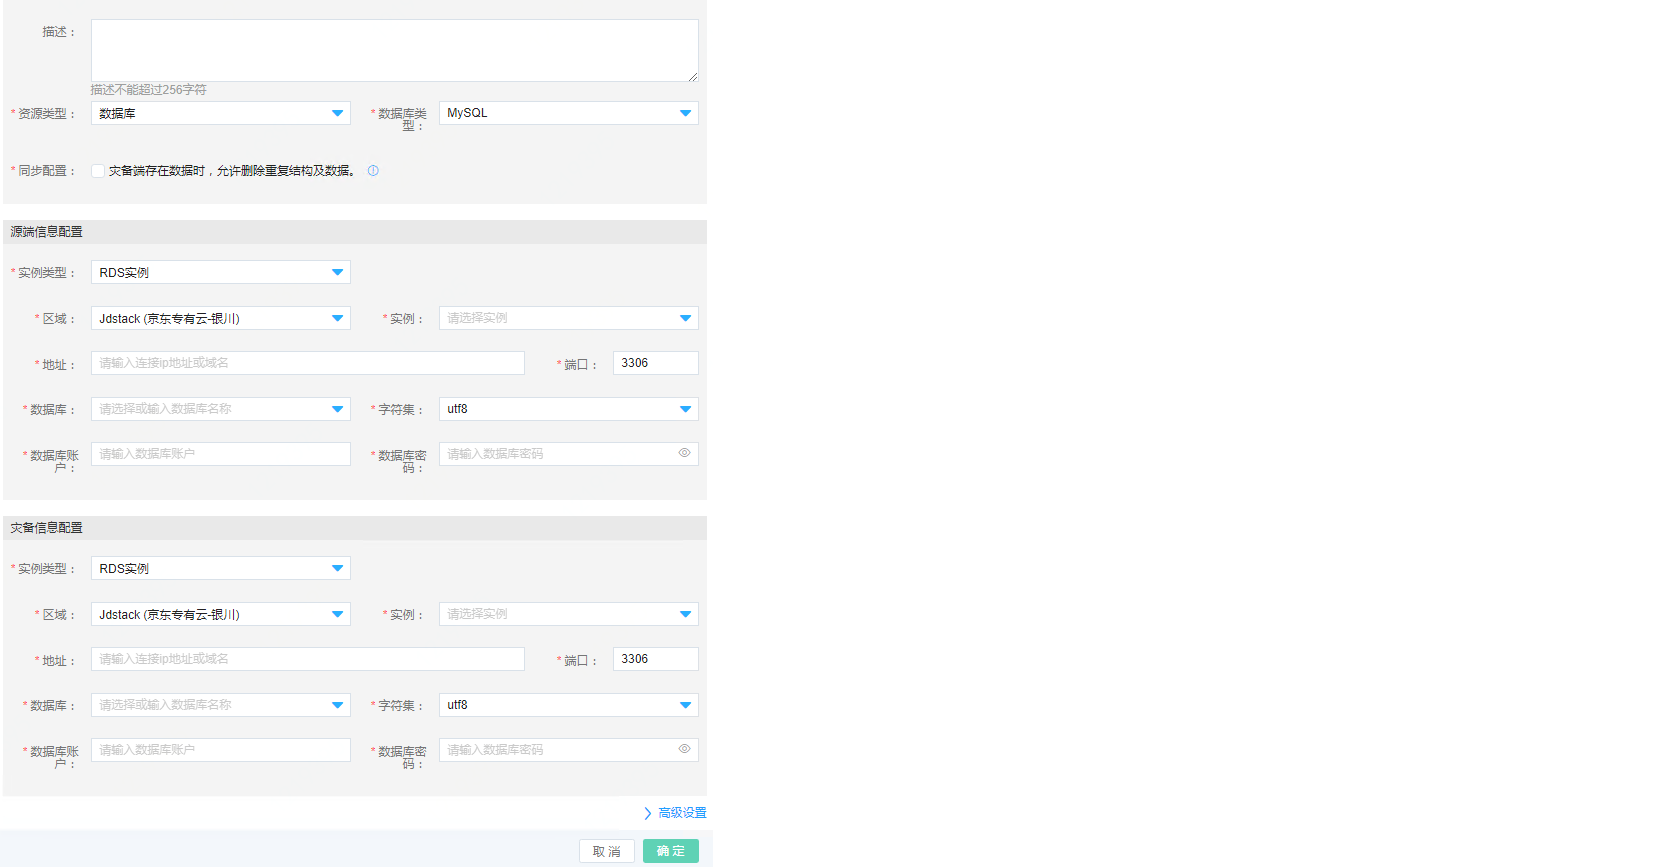 描述：
描述不能超过256字符
* 资源类型： 数据库 * 数据库类型： MySQL
* 同步配置： 灾备端存在数据时，允许删除重复结构及数据。
源端信息配置
* 实例类型： RDS实例
* 区域： Jdstack (京东专有云-银川) * 实例： 请选择实例
* 地址： 请输入连接ip地址或域名 * 端口： 3306
* 数据库： 请选择或输入数据库名称 * 字符集： utf8
* 数据库账户： 请输入数据库账户 * 数据库密码： 请输入数据库密码
灾备信息配置
* 实例类型： RDS实例
* 区域： Jdstack (京东专有云-银川) * 实例： 请选择实例
* 地址： 请输入连接ip地址或域名 * 端口： 3306
* 数据库： 请选择或输入数据库名称 * 字符集： utf8
* 数据库账户： 请输入数据库账户 * 数据库密码： 请输入数据库密码
高级设置
取消 确定